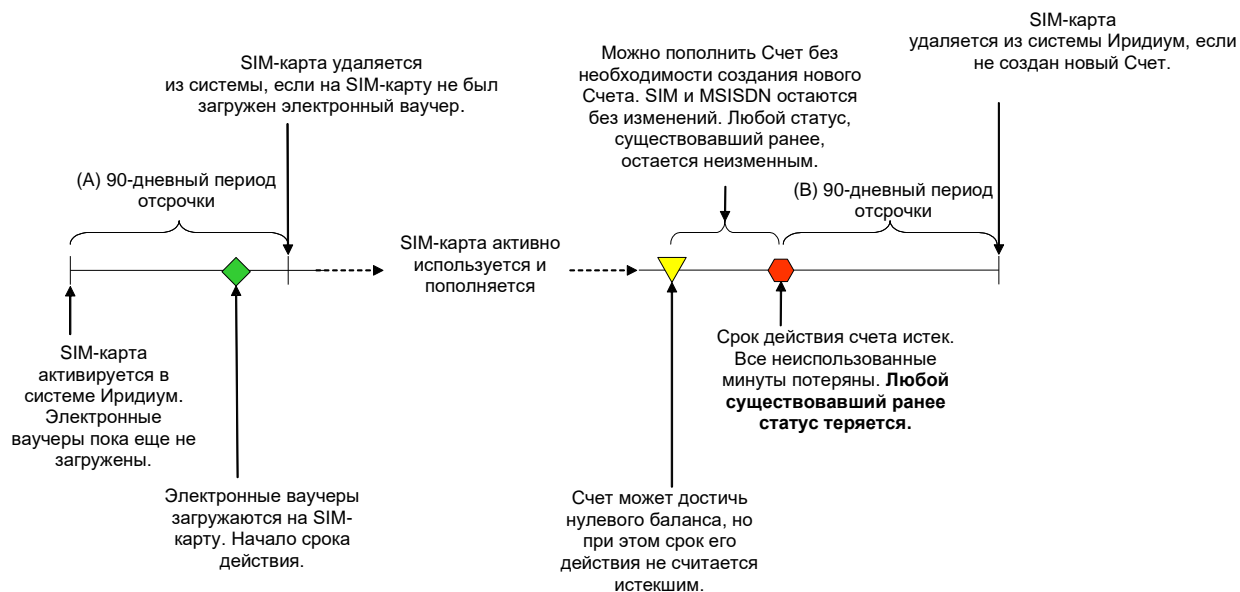 SIM-карта удаляется
из системы, если на SIM-карту не был
загружен электронный ваучер.
Можно пополнить Счет без
необходимости создания нового
Счета. SIM и MSISDN остаются
без изменений. Любой статус,
существовавший ранее,
остается неизменным.
SIM-карта
удаляется из системы Иридиум, если
не создан новый Счет.
(A) 90-дневный период
отсрочки
(B) 90-дневный период
отсрочки
SIM-карта активно
используется и
пополняется
SIM-карта
активируется в
системе Иридиум.
Электронные
ваучеры пока еще не
загружены.
Срок действия счета истек.
Все неиспользованные
минуты потеряны. Любой
существовавший ранее
статус теряется.
Электронные ваучеры
загружаются на SIM-
карту. Начало срока
действия.
Счет может достичь
нулевого баланса, но
при этом срок его
действия не считается
истекшим.